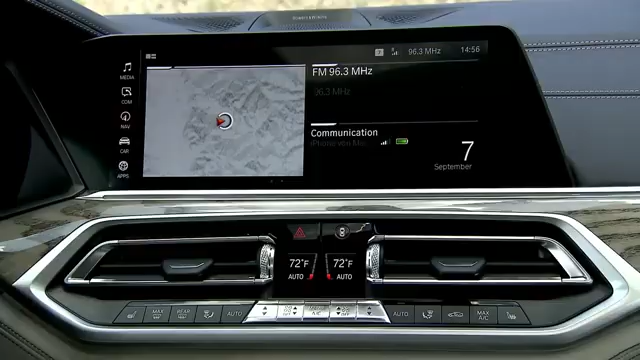 96.3 MHz 14:56
MEDIA
COM
NAV
CAR
APPS
FM 96.3 MHz
96.3 MHz
Communication
7
September
72°F
AUTO
72°F
AUTO
MAX
REAR
AUTO
AUTO
MAX
A/C